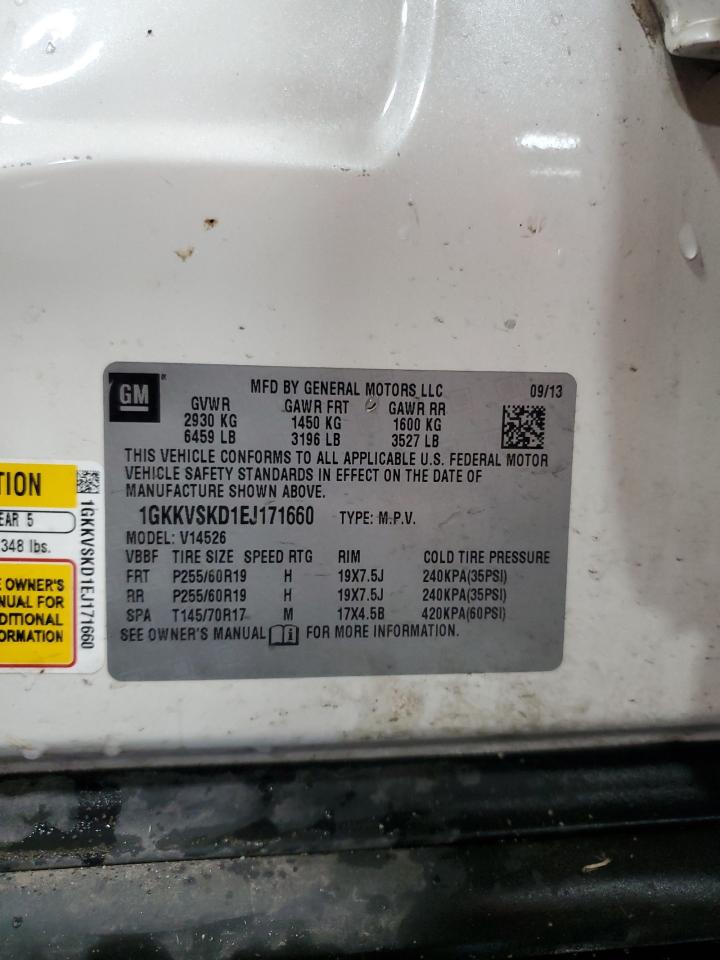 GM
MFD BY GENERAL MOTORS LLC 09/13
GVWR GAWR FRT GAWR RR
2930 KG 1450 KG 1600 KG
6459 LB 3196 LB 3527 LB
THIS VEHICLE CONFORMS TO ALL APPLICABLE U.S. FEDERAL MOTOR
VEHICLE SAFETY STANDARDS IN EFFECT ON THE DATE OF
MANUFACTURE SHOWN ABOVE.
1GKKVSKD1EJ171660 TYPE: M.P.V.
MODEL: V14526
VBBF TIRE SIZE SPEED RTG RIM COLD TIRE PRESSURE
FRT P255/60R19 H 19X7.5J 240KPA(35PSI)
RR P255/60R19 H 19X7.5J 240KPA(35PSI)
SPA T145/70R17 M 17X4.5B 420KPA(60PSI)
SEE OWNER'S MANUAL FOR MORE INFORMATION.
TION
EAR 5
348 lbs.
E OWNER'S
NUAL FOR
DITIONAL
ORMATION
1GKKVSKD1EJ171660